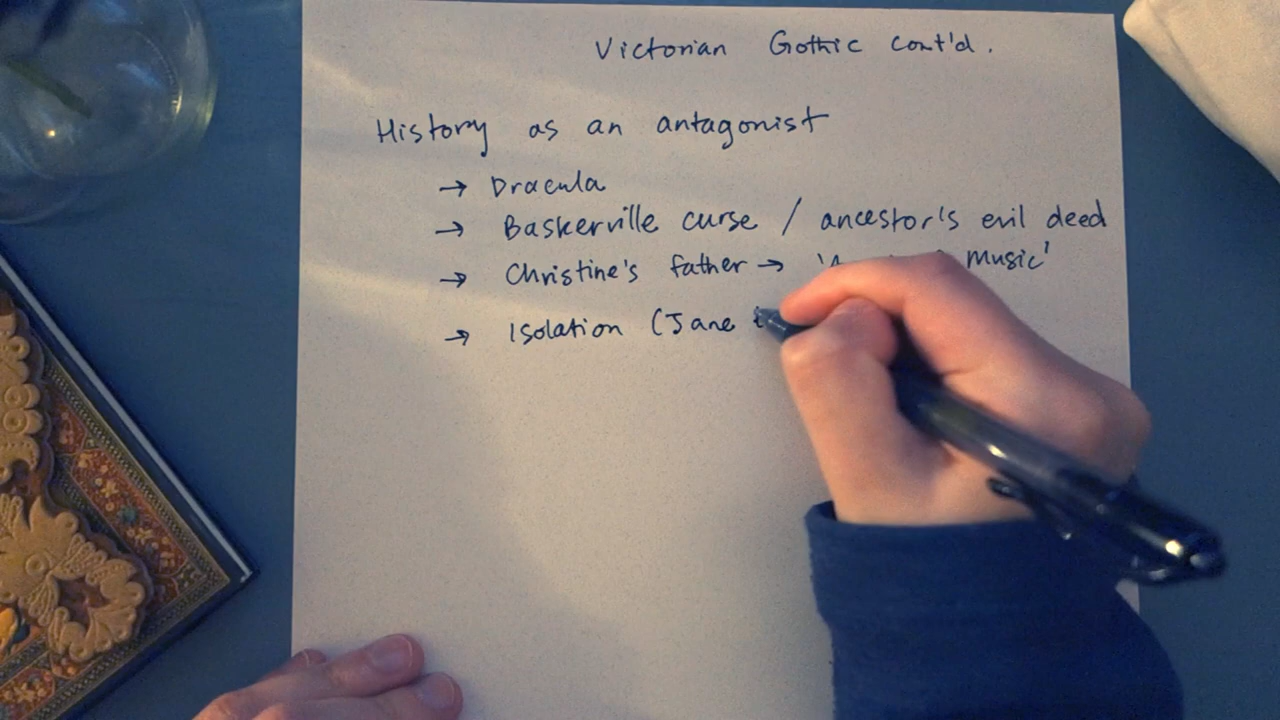 Victorian Gothic cont'd.
History as an antagonist
→ Dracula
→ Baskerville curse / ancestor's evil deed
→ Christine's father → music'
→ Isolation (Jane